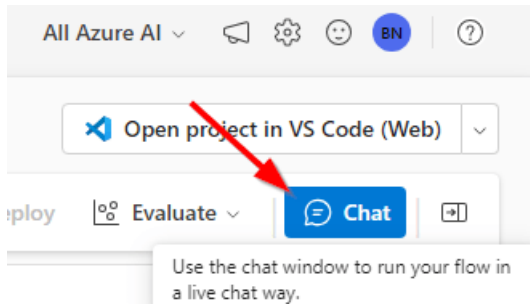 All Azure AI
BN
Open project in VS Code (Web)
eploy
Evaluate
Chat
Use the chat window to run your flow in
a live chat way.